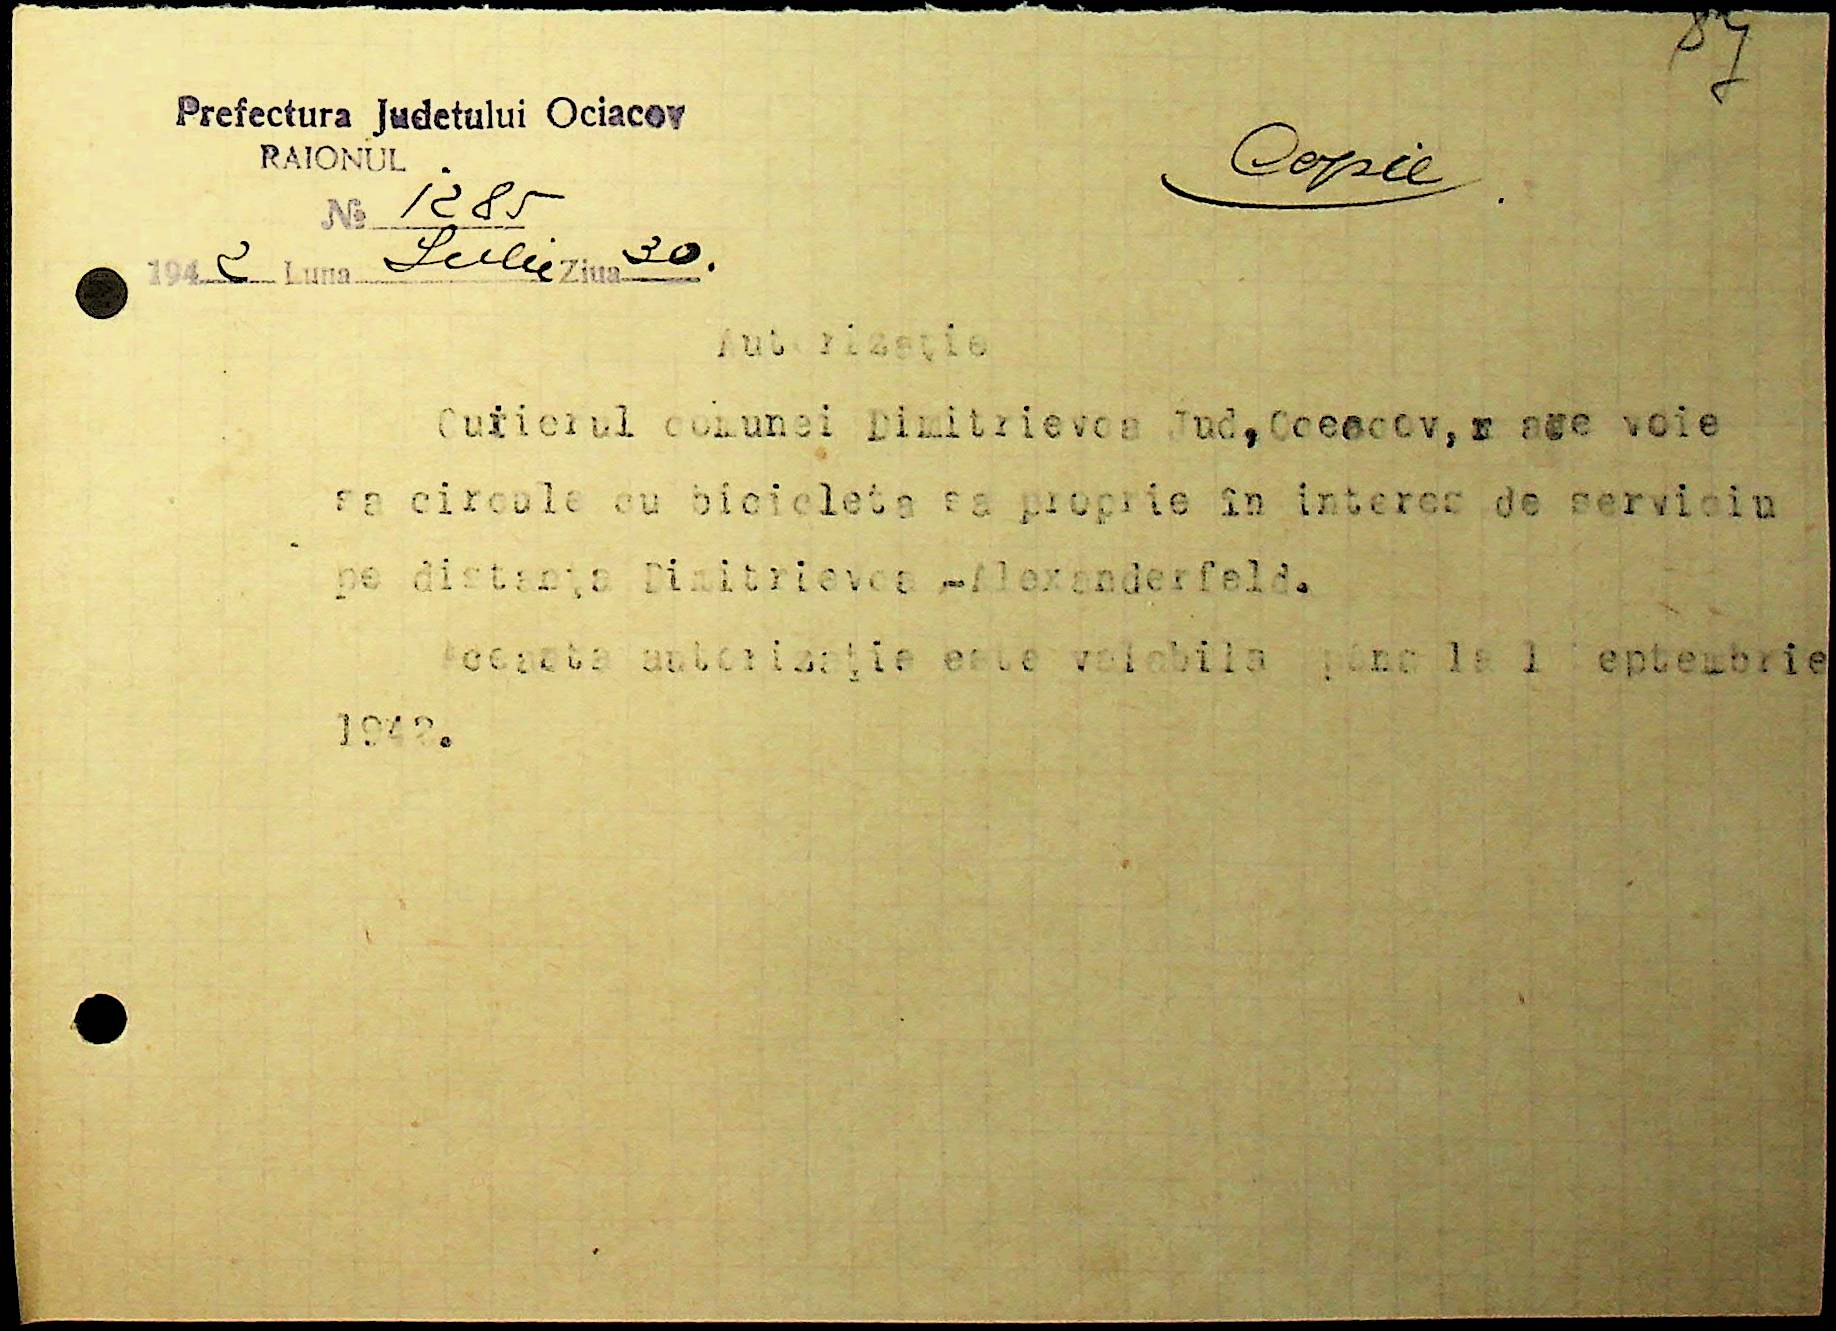 87
Prefectura Judetului Ociacov
RAIONUL
Copie
№ 1285
1942 Luna Iulie Ziua 30.
Autorizaţie
Curierul comunei Dimitrievca Jud, Oceacov, are voie
sa circule cu bicicleta sa proprie în interes de serviciu
pe distanţa Dimitrievca -Alexanderfeld.
Aceasta autorizaţie este valabila pana la 1 Septembrie
1942.